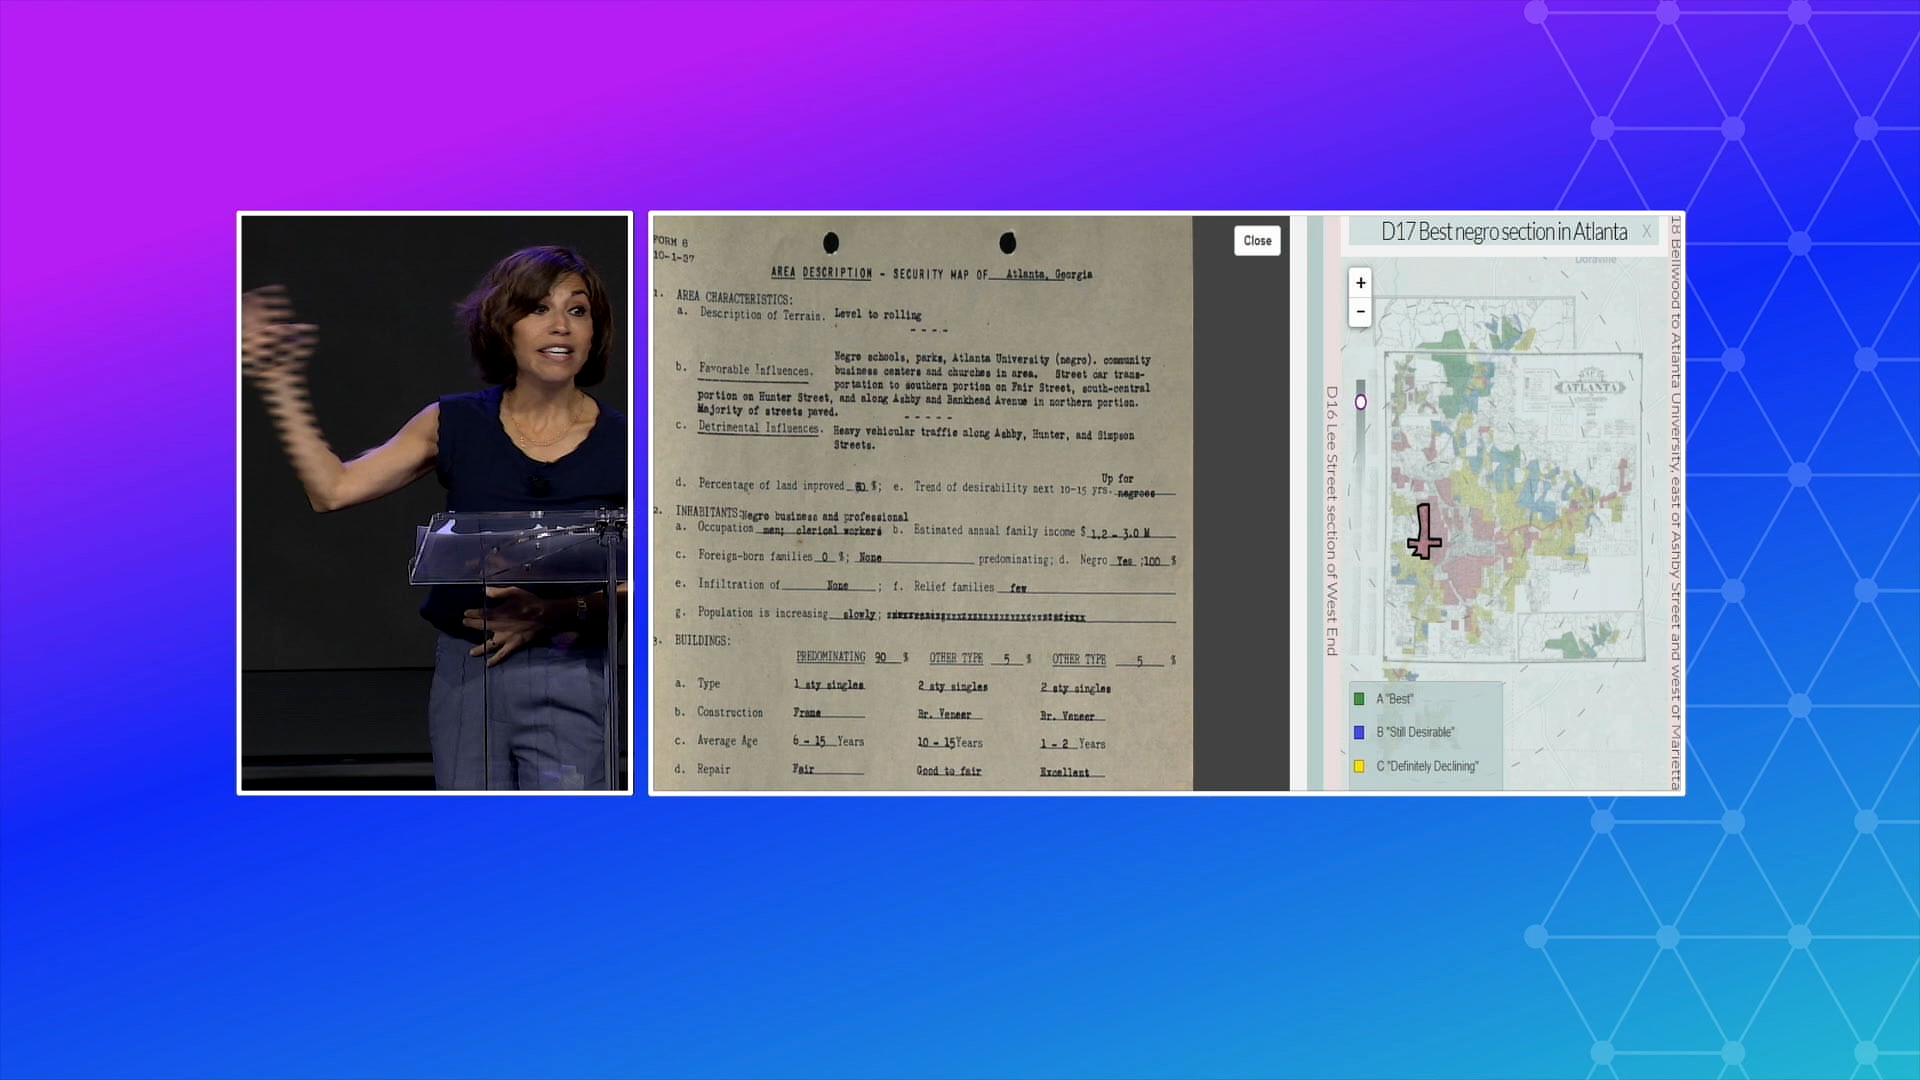 FORM 8
10-1-37
AREA DESCRIPTION - SECURITY MAP OF Atlanta, Georgia
1. AREA CHARACTERISTICS:
a. Description of Terrain. Level to rolling
b. Favorable Influences. Negro schools, parks, Atlanta University (negro). community
business centers and churches in area. Street car trans-
portation to southern portion on Fair Street, south-central
portion on Hunter Street, and along Ashby and Bankhead Avenue in northern portion.
Majority of streets paved.
c. Detrimental Influences. Heavy vehicular traffic along Ashby, Hunter, and Simpson
Streets.
d. Percentage of land improved 80 %; e. Trend of desirability next 10-15 yrs. Up for
negroes
2. INHABITANTS: Negro business and professional
a. Occupation men; clerical workers b. Estimated annual family income $ 1.2 - 3.0 M
c. Foreign-born families 0 %; None predominating; d. Negro Yes ;100 %
e. Infiltration of None ; f. Relief families few
g. Population is increasing slowly;
3. BUILDINGS:
PREDOMINATING 90 % OTHER TYPE 5 % OTHER TYPE 5 %
a. Type 1 sty singles 2 sty singles 2 sty singles
b. Construction Frame Br. Veneer Br. Veneer
c. Average Age 6 - 15 Years 10 - 15 Years 1 - 2 Years
d. Repair Fair Good to fair Excellent
Close
D16 Lee Street section of West End
D17 Best negro section in Atlanta X
Doraville
+
-
ATLANTA
A "Best"
B "Still Desirable"
C "Definitely Declining"
18 Bellwood to Atlanta University, east of Ashby Street and west of Marietta